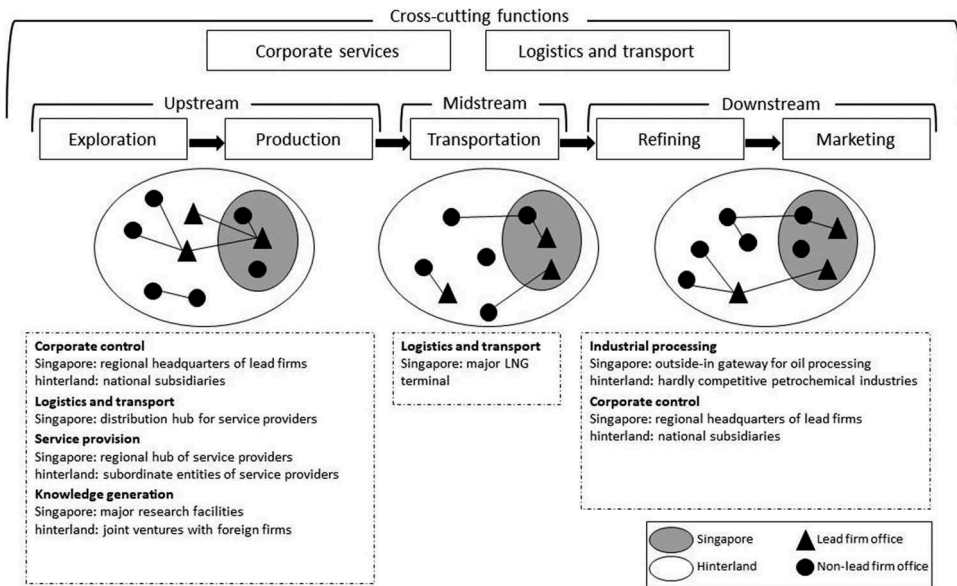 Cross-cutting functions
Corporate services
Logistics and transport
Upstream
Midstream
Downstream
Exploration
Production
Transportation
Refining
Marketing
Corporate control
Singapore: regional headquarters of lead firms
hinterland: national subsidiaries
Logistics and transport
Singapore: distribution hub for service providers
Service provision
Singapore: regional hub of service providers
hinterland: subordinate entities of service providers
Knowledge generation
Singapore: major research facilities
hinterland: joint ventures with foreign firms
Logistics and transport
Singapore: major LNG
terminal
Industrial processing
Singapore: outside-in gateway for oil processing
hinterland: hardly competitive petrochemical industries
Corporate control
Singapore: regional headquarters of lead firms
hinterland: national subsidiaries
Singapore
Lead firm office
Hinterland
Non-lead firm office